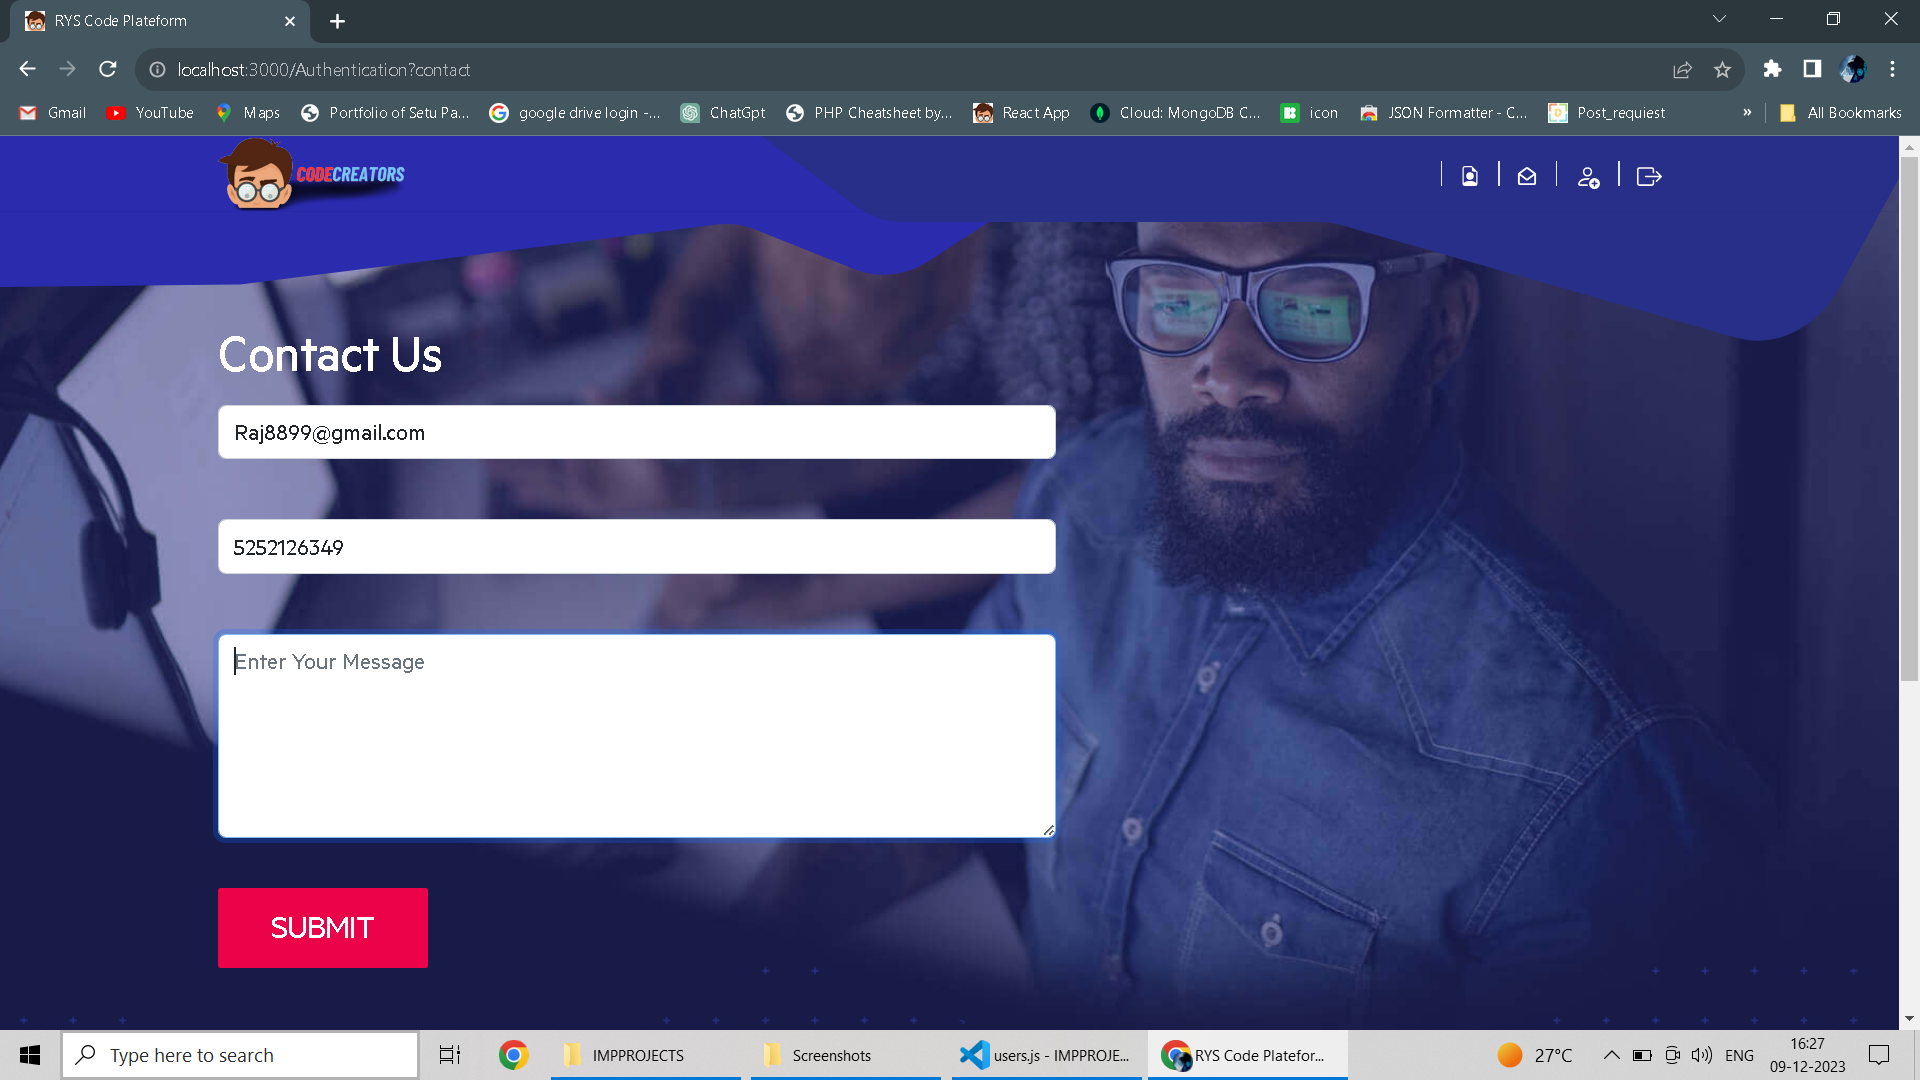 RYS Code Plateform
localhost:3000/Authentication?contact
Gmail YouTube Maps Portfolio of Setu Pa... google drive login -... ChatGpt PHP Cheatsheet by... React App Cloud: MongoDB C... icon JSON Formatter - C... Post_requiest » All Bookmarks
CODECREATORS
Contact Us
Raj8899@gmail.com
5252126349
Enter Your Message
SUBMIT
Type here to search IMPPROJECTS Screenshots users.js - IMPPROJE... RYS Code Platefor... 27°C ENG
16:27
09-12-2023